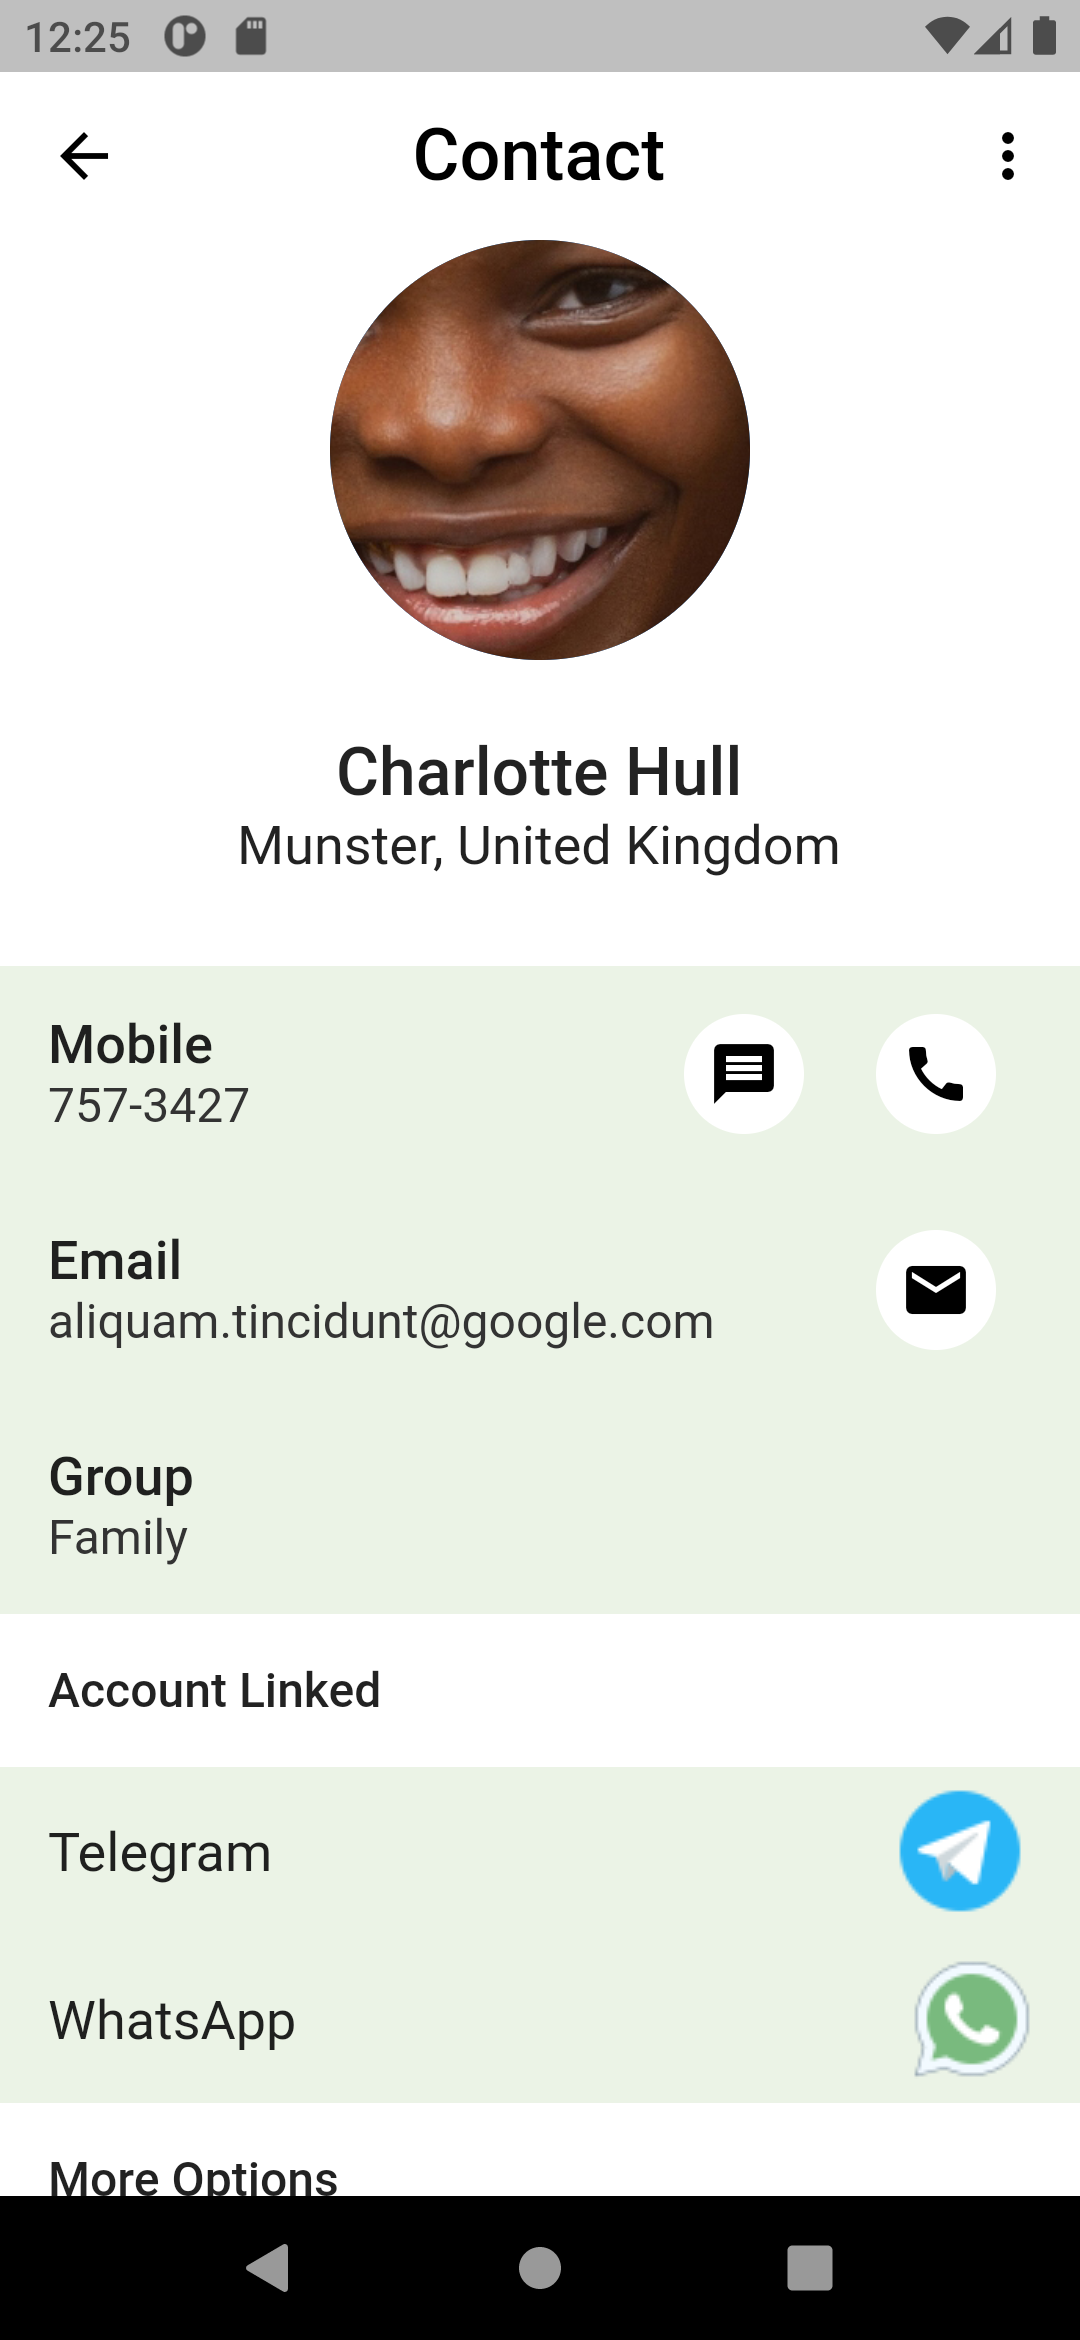 12:25
Contact
Charlotte Hull
Munster, United Kingdom
Mobile
757-3427
Email
aliquam.tincidunt@google.com
Group
Family
Account Linked
Telegram
WhatsApp
More Options